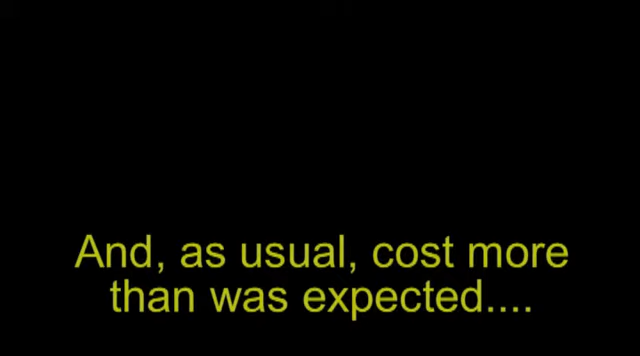 And, as usual, cost more
than was expected....